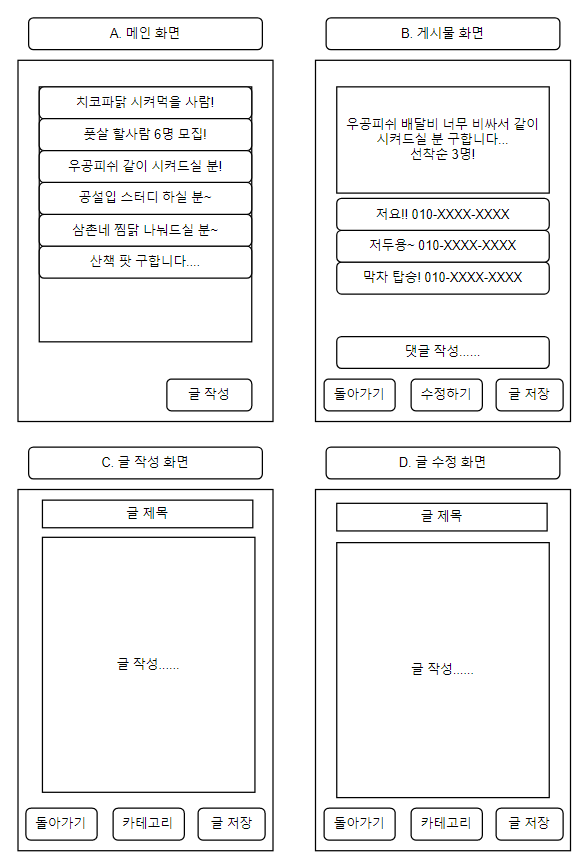 A. 메인 화면
치코파닭 시켜먹을 사람!
풋살 할사람 6명 모집!
우공피쉬 같이 시켜드실 분!
공설입 스터디 하실 분~
삼촌네 찜닭 나눠드실 분~
산책 팟 구합니다....
글 작성
B. 게시물 화면
우공피쉬 배달비 너무 비싸서 같이
시켜드실 분 구합니다...
선착순 3명!
저요!! 010-XXXX-XXXX
저두용~ 010-XXXX-XXXX
막차 탑승! 010-XXXX-XXXX
댓글 작성......
돌아가기
수정하기
글 저장
C. 글 작성 화면
글 제목
글 작성......
돌아가기
카테고리
글 저장
D. 글 수정 화면
글 제목
글 작성......
돌아가기
카테고리
글 저장